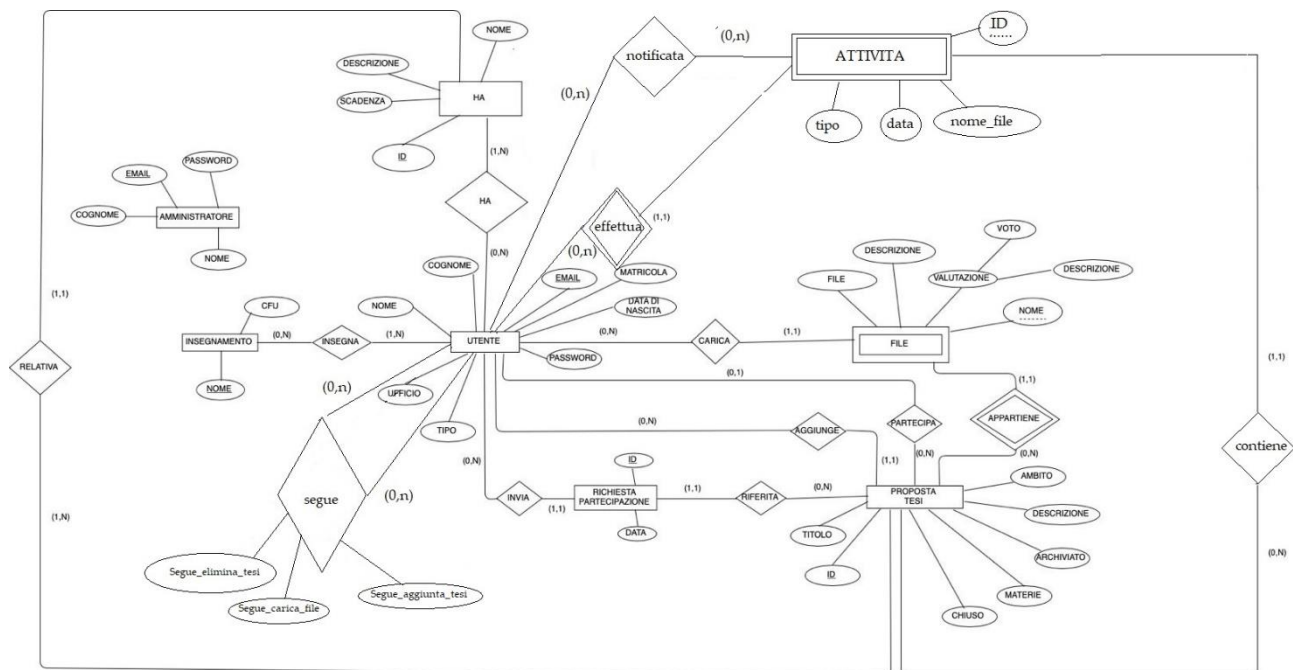 NOME
(0,n)
notificata
´(0,n)
ID
ATTIVITA
DESCRIZIONE
HA
SCADENZA
(0,n)
tipo
data
nome_file
ID
(1,N)
PASSWORD
EMAIL
COGNOME
AMMINISTRATORE
NOME
HA
effettua
(1,1)
VOTO
(0,N)
(0,n)
DESCRIZIONE
COGNOME
EMAIL
MATRICOLA
FILE
VALUTAZIONE
DESCRIZIONE
(1,1)
CFU
NOME
DATA DI
NASCITA
NOME
INSEGNAMENTO
(0,N)
INSEGNA
(1,N)
UTENTE
(0,N)
CARICA
(1,1)
FILE
PASSWORD
RELATIVA
NOME
(0,n)
UFFICIO
(0,1)
(1,1)
(1,1)
TIPO
(0,N)
AGGIUNGE
PARTECIPA
APPARTIENE
contiene
(0,N)
ID
(1,1)
(0,N)
(0,N)
AMBITO
segue
(0,n)
INVIA
(1,1)
RICHIESTA
PARTECIPAZIONE
(1,1)
RIFERITA
(0,N)
PROPOSTA
TESI
DESCRIZIONE
(1,N)
DATA
TITOLO
ARCHIVIATO
(0,N)
Segue_elimina_tesi
ID
MATERIE
Segue_carica_file
Segue_aggiunta_tesi
CHIUSO